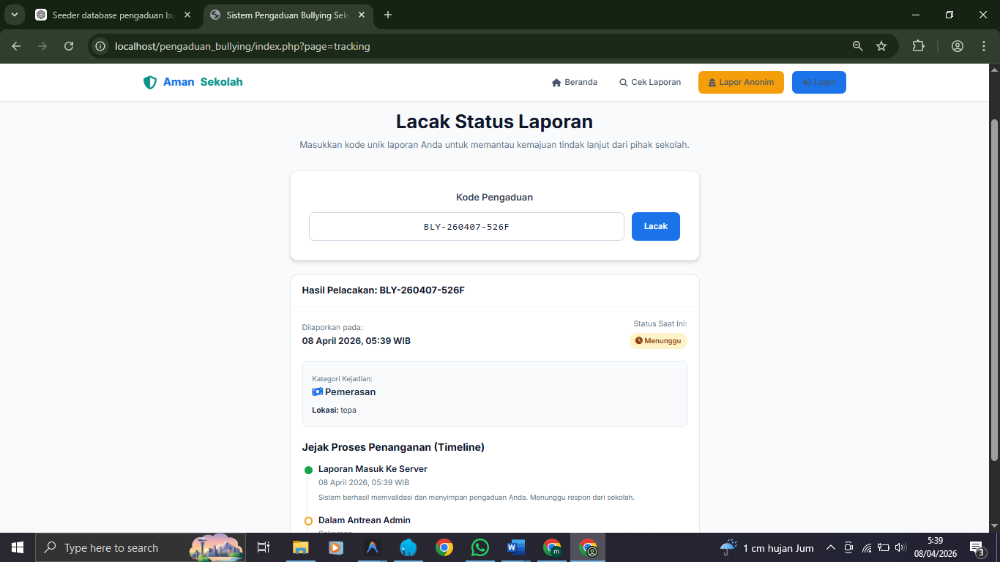 Seeder database pengaduan bu
Sistem Pengaduan Bullying Sek
localhost/pengaduan_bullying/index.php?page=tracking
Aman Sekolah
Beranda
Cek Laporan
Lapor Anonim
Login
Lacak Status Laporan
Masukkan kode unik laporan Anda untuk memantau kemajuan tindak lanjut dari pihak sekolah.
Kode Pengaduan
BLY-260407-526F
Lacak
Hasil Pelacakan: BLY-260407-526F
Dilaporkan pada:
08 April 2026, 05:39 WIB
Status Saat Ini:
Menunggu
Kategori Kejadian:
Pemerasan
Lokasi: tepa
Jejak Proses Penanganan (Timeline)
Laporan Masuk Ke Server
08 April 2026, 05:39 WIB
Sistem berhasil memvalidasi dan menyimpan pengaduan Anda. Menunggu respon dari sekolah.
Dalam Antrean Admin
Type here to search
W
m
1 cm hujan Jum
5:39
08/04/2026
3